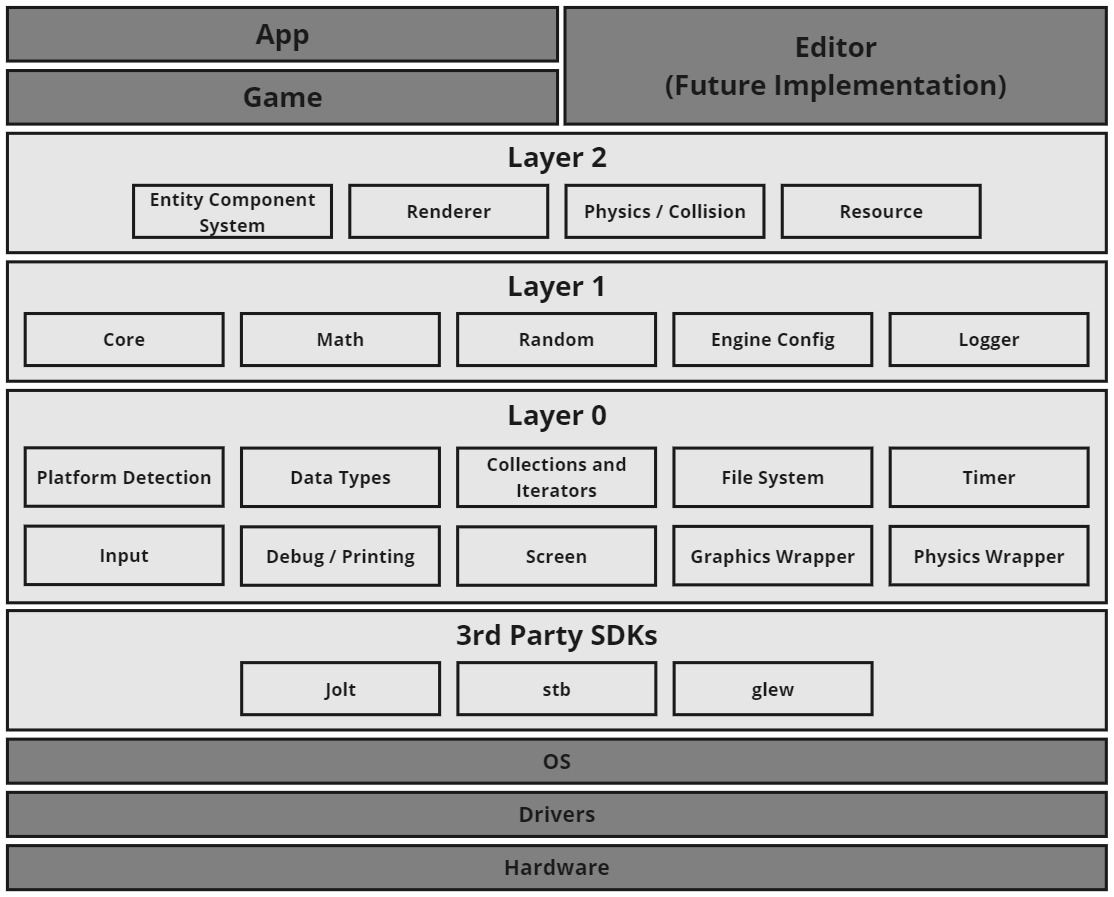 App
Game
Editor
(Future Implementation)
Layer 2
Entity Component
System
Renderer
Physics / Collision
Resource
Layer 1
Core
Math
Random
Engine Config
Logger
Layer 0
Platform Detection
Data Types
Collections and
Iterators
File System
Timer
Input
Debug / Printing
Screen
Graphics Wrapper
Physics Wrapper
3rd Party SDKs
Jolt
stb
glew
OS
Drivers
Hardware